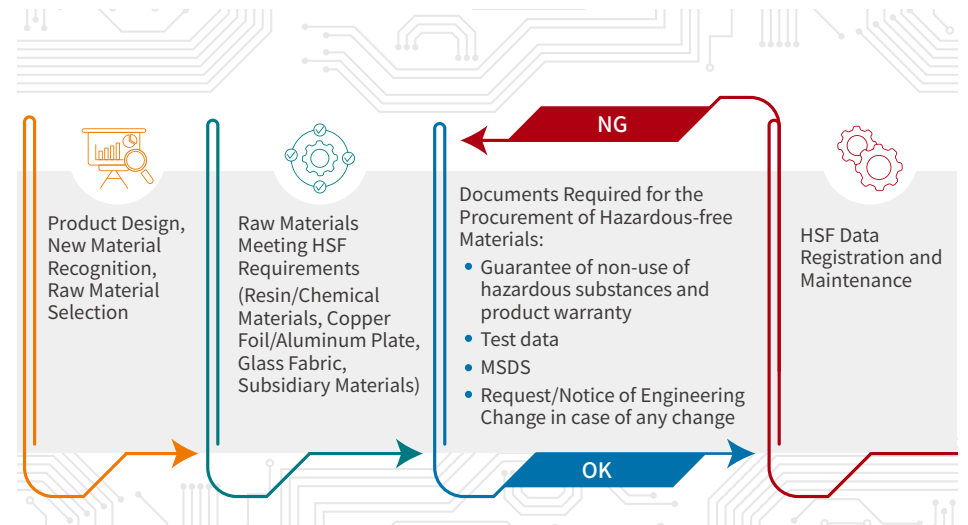 Product Design,
New Material
Recognition,
Raw Material
Selection
Raw Materials
Meeting HSF
Requirements
(Resin/Chemical
Materials, Copper
Foil/Aluminum Plate,
Glass Fabric,
Subsidiary Materials)
NG
Documents Required for the
Procurement of Hazardous-free
Materials:
• Guarantee of non-use of
hazardous substances and
product warranty
• Test data
• MSDS
• Request/Notice of Engineering
Change in case of any change
OK
HSF Data
Registration and
Maintenance